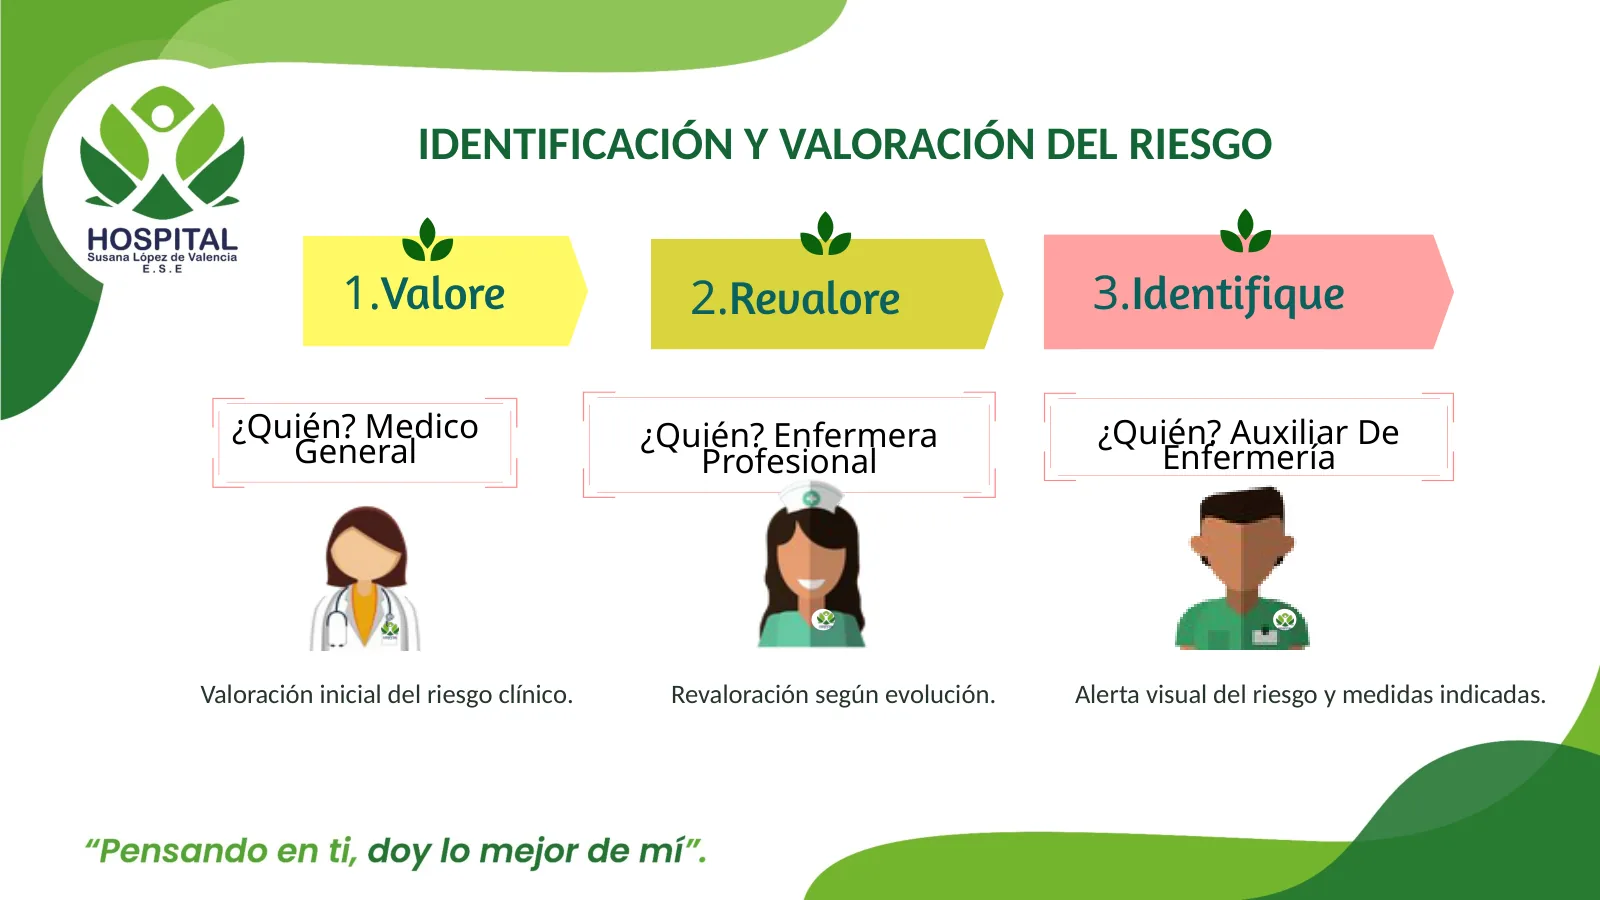 HOSPITAL
Susana López de Valencia
E.S.E
IDENTIFICACIÓN Y VALORACIÓN DEL RIESGO
1.Valore
2.Revalore
3.Identifique
¿Quién? Medico
General
¿Quién? Enfermera
Profesional
¿Quién? Auxiliar De
Enfermería
Valoración inicial del riesgo clínico.
Revaloración según evolución.
Alerta visual del riesgo y medidas indicadas.
“Pensando en ti, doy lo mejor de mí”.